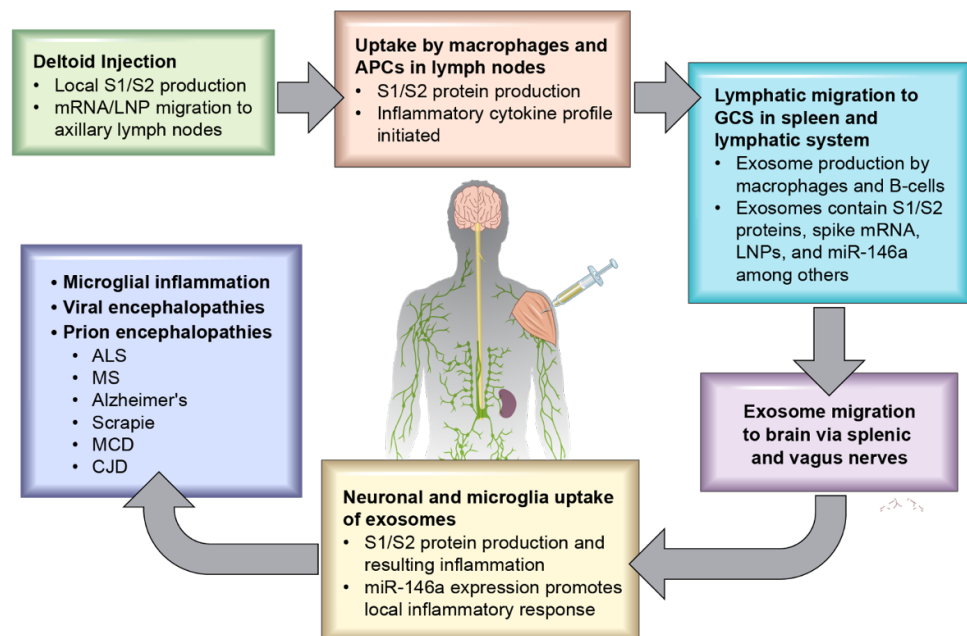 Deltoid Injection
• Local S1/S2 production
• mRNA/LNP migration to
axillary lymph nodes
Uptake by macrophages and
APCs in lymph nodes
• S1/S2 protein production
• Inflammatory cytokine profile
initiated
Lymphatic migration to
GCS in spleen and
lymphatic system
• Exosome production by
macrophages and B-cells
• Exosomes contain S1/S2
proteins, spike mRNA,
LNPs, and miR-146a
among others
Exosome migration
to brain via splenic
and vagus nerves
Neuronal and microglia uptake
of exosomes
• S1/S2 protein production and
resulting inflammation
• miR-146a expression promotes
local inflammatory response
• Microglial inflammation
• Viral encephalopathies
• Prion encephalopathies
• ALS
• MS
• Alzheimer's
• Scrapie
• MCD
• CJD